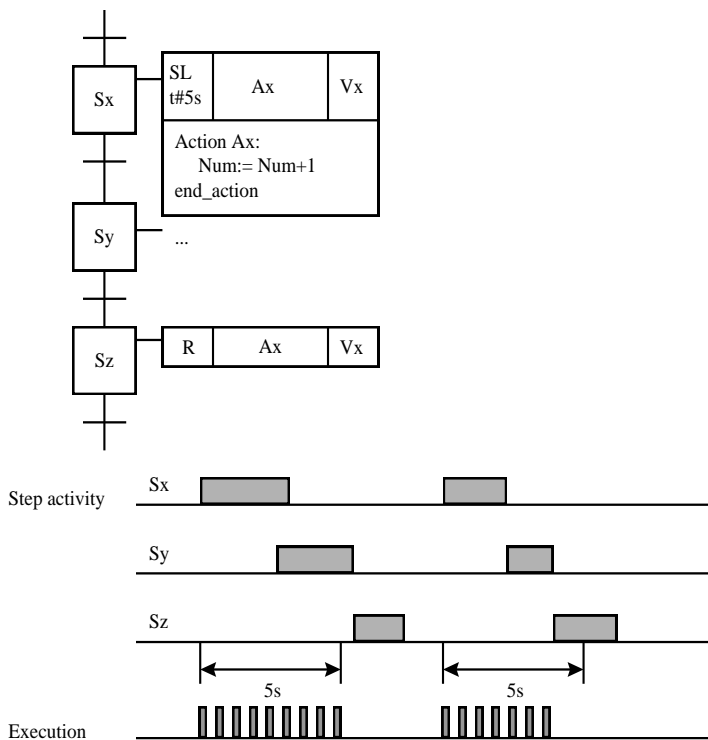 SL
t#5s
Ax
Vx
Sx
Action Ax:
Num:= Num+1
end_action
Sy
...
Sz
R
Ax
Vx
Step activity
Sx
Sy
Sz
5s
5s
Execution